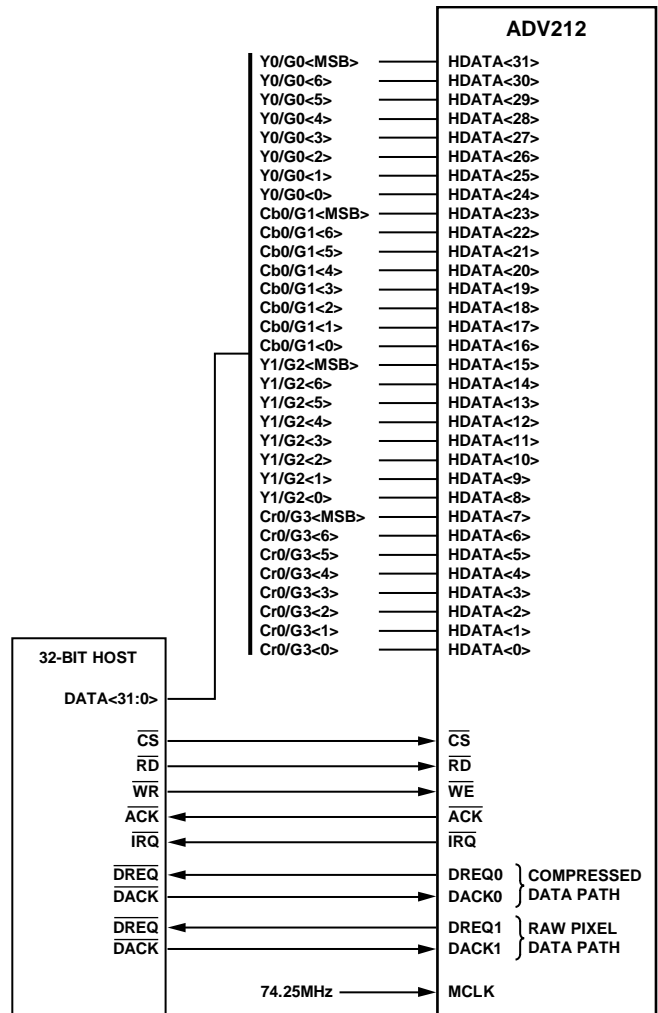 ADV212
Y0/G0<MSB> HDATA<31>
Y0/G0<6> HDATA<30>
Y0/G0<5> HDATA<29>
Y0/G0<4> HDATA<28>
Y0/G0<3> HDATA<27>
Y0/G0<2> HDATA<26>
Y0/G0<1> HDATA<25>
Y0/G0<0> HDATA<24>
Cb0/G1<MSB> HDATA<23>
Cb0/G1<6> HDATA<22>
Cb0/G1<5> HDATA<21>
Cb0/G1<4> HDATA<20>
Cb0/G1<3> HDATA<19>
Cb0/G1<2> HDATA<18>
Cb0/G1<1> HDATA<17>
Cb0/G1<0> HDATA<16>
Y1/G2<MSB> HDATA<15>
Y1/G2<6> HDATA<14>
Y1/G2<5> HDATA<13>
Y1/G2<4> HDATA<12>
Y1/G2<3> HDATA<11>
Y1/G2<2> HDATA<10>
Y1/G2<1> HDATA<9>
Y1/G2<0> HDATA<8>
Cr0/G3<MSB> HDATA<7>
Cr0/G3<6> HDATA<6>
Cr0/G3<5> HDATA<5>
Cr0/G3<4> HDATA<4>
Cr0/G3<3> HDATA<3>
Cr0/G3<2> HDATA<2>
Cr0/G3<1> HDATA<1>
Cr0/G3<0> HDATA<0>
32-BIT HOST
DATA<31:0>
CS CS
RD RD
WR WE
ACK ACK
IRQ IRQ
DREQ DREQ0 COMPRESSED
DACK DACK0 DATA PATH
DREQ DREQ1 RAW PIXEL
DACK DACK1 DATA PATH
74.25MHz MCLK